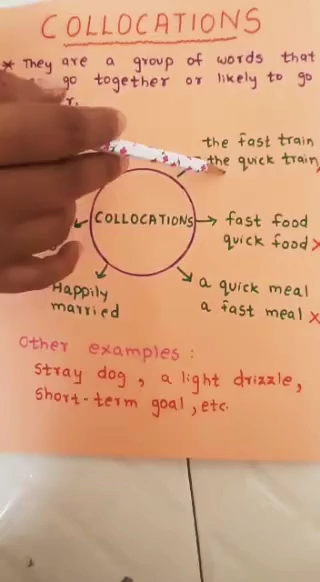 COLLOCATIONS
* They are a group of words that
go together or likely to go
the fast train
the quick train x
COLLOCATIONS
fast food
quick food x
a quick meal
a fast meal x
Happily
married
Other examples :
stray dog , a light drizzle,
short-term goal , etc.